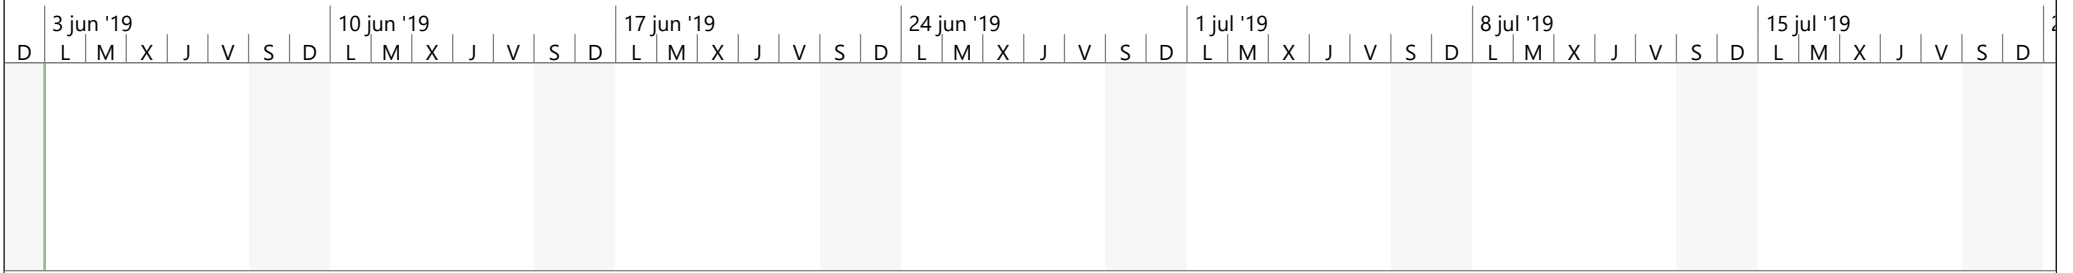 3 jun '19 10 jun '19 17 jun '19 24 jun '19 1 jul '19 8 jul '19 15 jul '19
D L M X J V S D L M X J V S D L M X J V S D L M X J V S D L M X J V S D L M X J V S D L M X J V S D